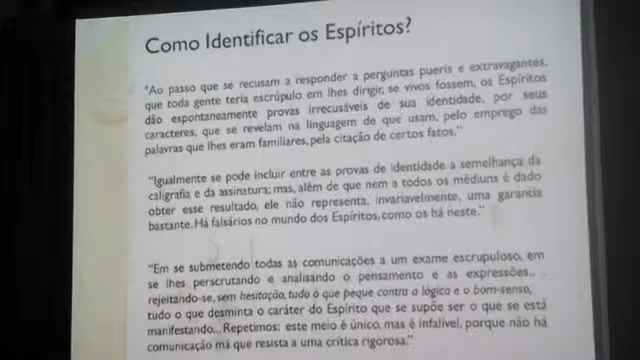 Como Identificar os Espíritos?
"Ao passo que se recusam a responder a perguntas pueris e extravagantes,
que toda gente teria escrúpulo em lhes dirigir, se vivos fossem, os Espíritos
dão espontaneamente provas irrecusáveis de sua identidade, por seus
caracteres, que se revelam na linguagem de que usam, pelo emprego das
palavras que lhes eram familiares, pela citação de certos fatos."
"Igualmente se pode incluir entre as provas de identidade a semelhança da
caligrafia e da assinatura; mas, além de que nem a todos os médiuns é dado
obter esse resultado, ele não representa, invariavelmente, uma garantia
bastante. Há falsários no mundo dos Espíritos, como os há neste."
"Em se submetendo todas as comunicações a um exame escrupuloso, em
se lhes perscrutando e analisando o pensamento e as expressões...
rejeitando-se, sem hesitação, tudo o que peque contra a lógica e o bom-senso,
tudo o que desminta o caráter do Espírito que se supõe ser o que se está
manifestando... Repetimos: este meio é único, mas é infalível, porque não há
comunicação má que resista a uma crítica rigorosa."